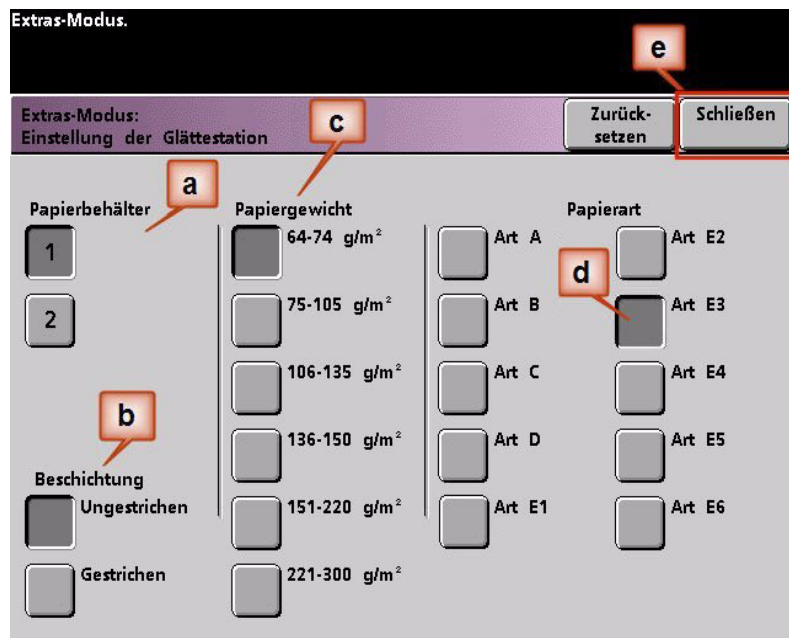 Extras-Modus.
e
Extras-Modus:
Einstellung der Glättestation
c
Zurück-
setzen
Schließen
a
Papierbehälter
1
2
b
Beschichtung
Ungestrichen
Gestrichen
Papiergewicht
64-74 g/m²
75-105 g/m²
106-135 g/m²
136-150 g/m²
151-220 g/m²
221-300 g/m²
Papierart
Art A
Art B
Art C
Art D
Art E1
d
Art E2
Art E3
Art E4
Art E5
Art E6